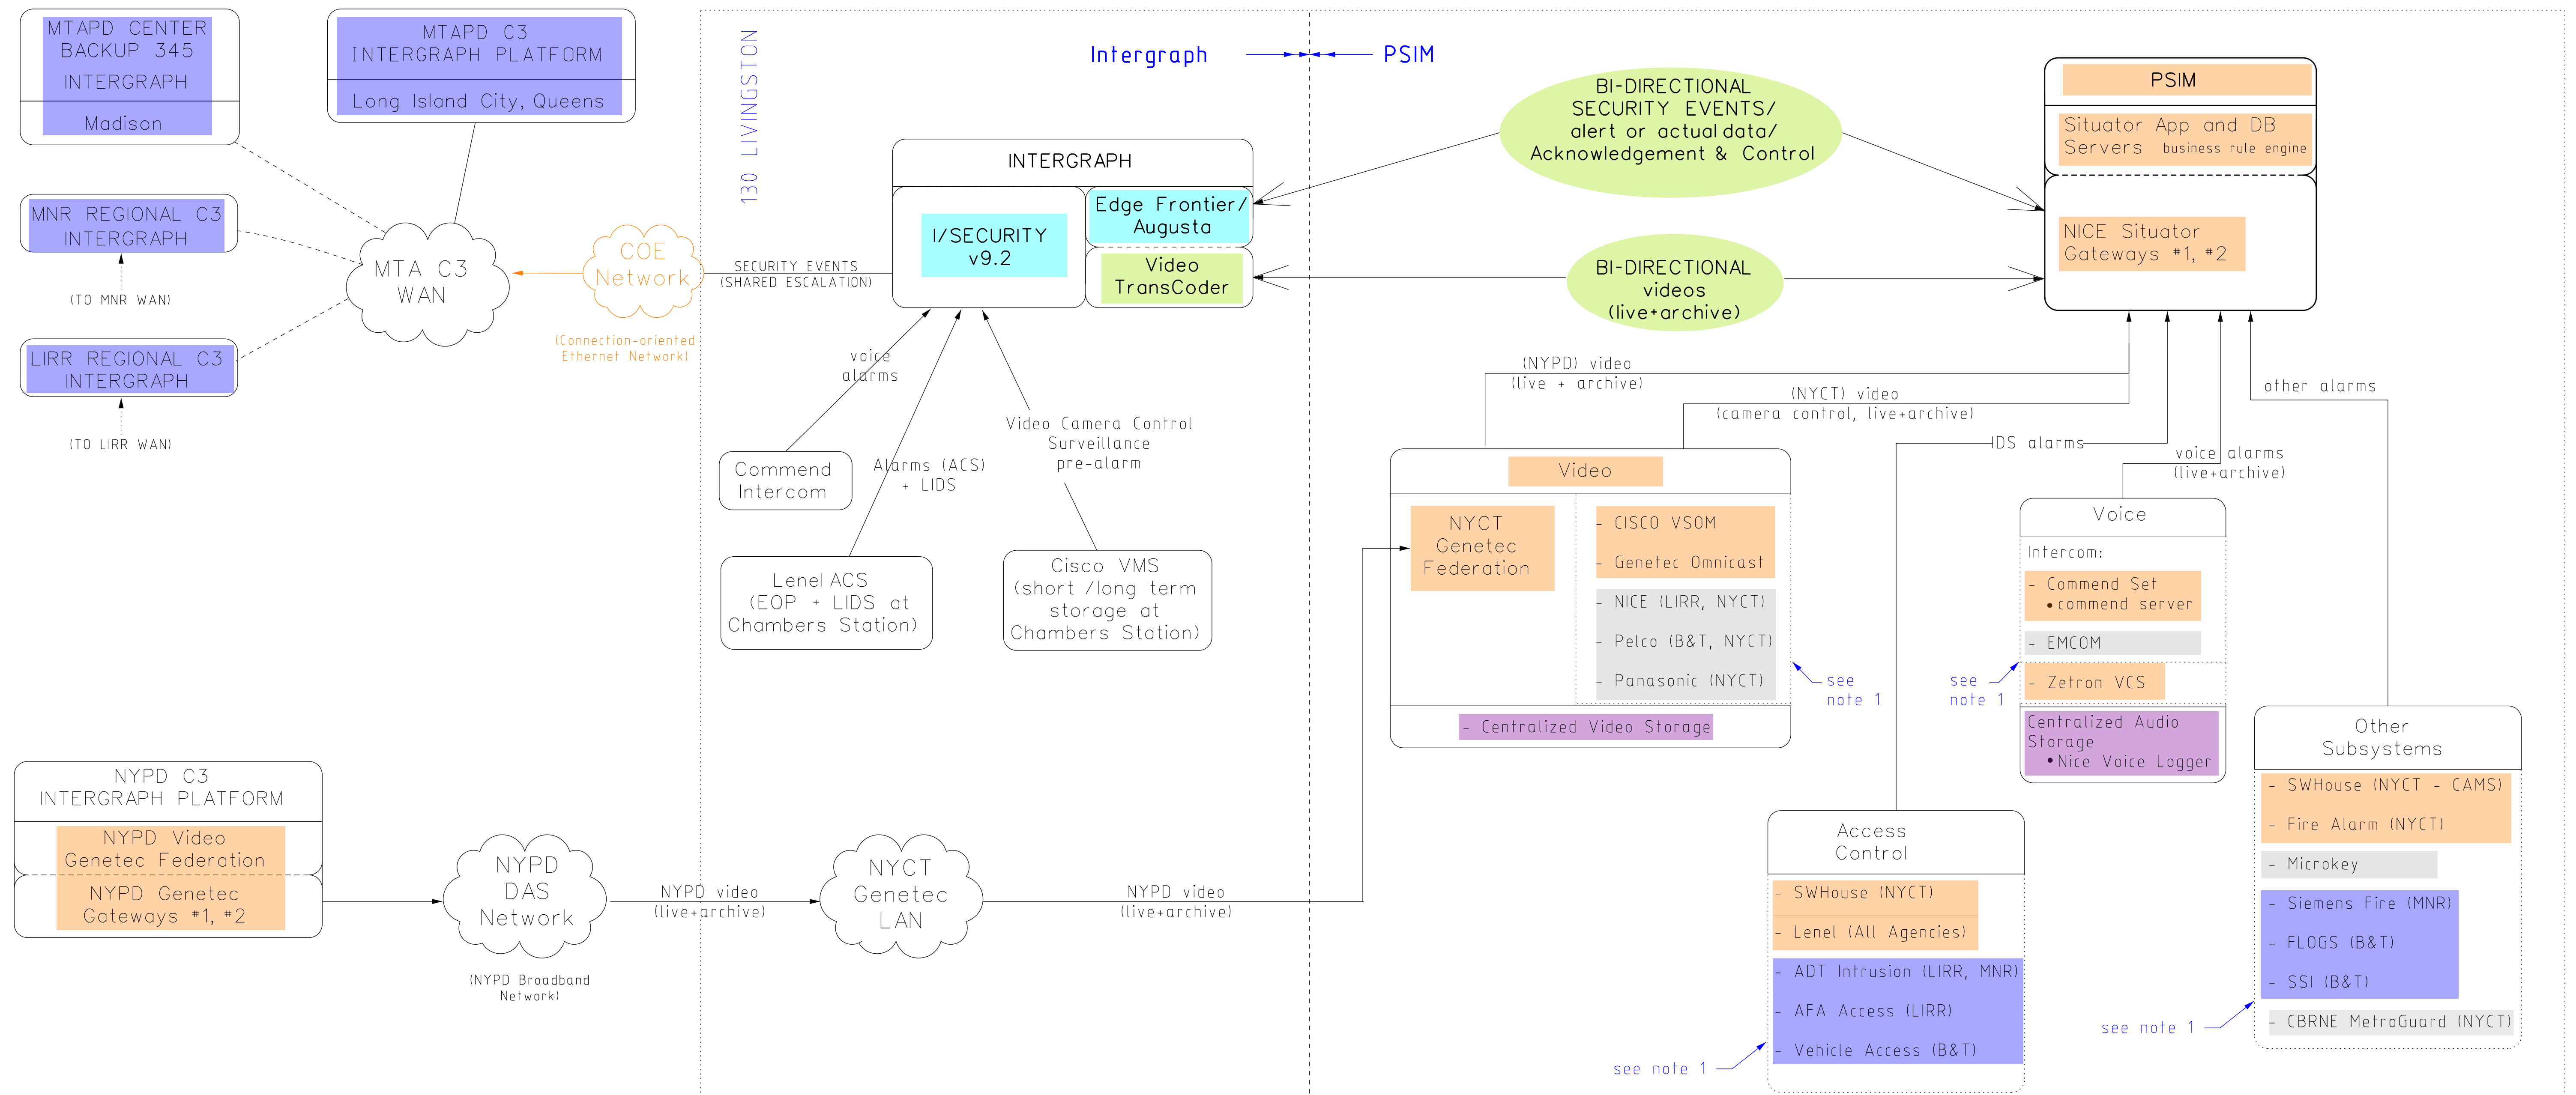 MTAPD CENTER
BACKUP 345
INTERGRAPH
Madison
MTAPD C3
INTERGRAPH PLATFORM
Long Island City, Queens
MNR REGIONAL C3
INTERGRAPH
(TO MNR WAN)
LIRR REGIONAL C3
INTERGRAPH
(TO LIRR WAN)
MTA C3
WAN
COE
Network
(Connection-oriented
Ethernet Network)
130 LIVINGSTON
SECURITY EVENTS
(SHARED ESCALATION)
Intergraph
PSIM
INTERGRAPH
I/SECURITY
v9.2
Edge Frontier/
Augusta
Video
TransCoder
BI-DIRECTIONAL
SECURITY EVENTS/
alert or actual data/
Acknowledgement & Control
BI-DIRECTIONAL
videos
(live+archive)
PSIM
Situator App and DB
Servers business rule engine
NICE Situator
Gateways #1, #2
voice
alarms
Commend
Intercom
Alarms (ACS)
+ LIDS
Lenel ACS
(EOP + LIDS at
Chambers Station)
Video Camera Control
Surveillance
pre-alarm
Cisco VMS
(short /long term
storage at
Chambers Station)
(NYPD) video
(live + archive)
(NYCT) video
(camera control, live+archive)
IDS alarms
voice alarms
(live+archive)
other alarms
Video
NYCT
Genetec
Federation
- CISCO VSOM
- Genetec Omnicast
- NICE (LIRR, NYCT)
- Pelco (B&T, NYCT)
- Panasonic (NYCT)
- Centralized Video Storage
see
note 1
Voice
Intercom:
- Commend Set
• commend server
- EMCOM
- Zetron VCS
Centralized Audio
Storage
• Nice Voice Logger
see
note 1
Other
Subsystems
- SWHouse (NYCT - CAMS)
- Fire Alarm (NYCT)
- Microkey
- Siemens Fire (MNR)
- FLOGS (B&T)
- SSI (B&T)
- CBRNE MetroGuard (NYCT)
see note 1
Access
Control
- SWHouse (NYCT)
- Lenel (All Agencies)
- ADT Intrusion (LIRR, MNR)
- AFA Access (LIRR)
- Vehicle Access (B&T)
see note 1
NYPD C3
INTERGRAPH PLATFORM
NYPD Video
Genetec Federation
NYPD Genetec
Gateways #1, #2
NYPD
DAS
Network
(NYPD Broadband
Network)
NYPD video
(live+archive)
NYCT
Genetec
LAN
NYPD video
(live+archive)